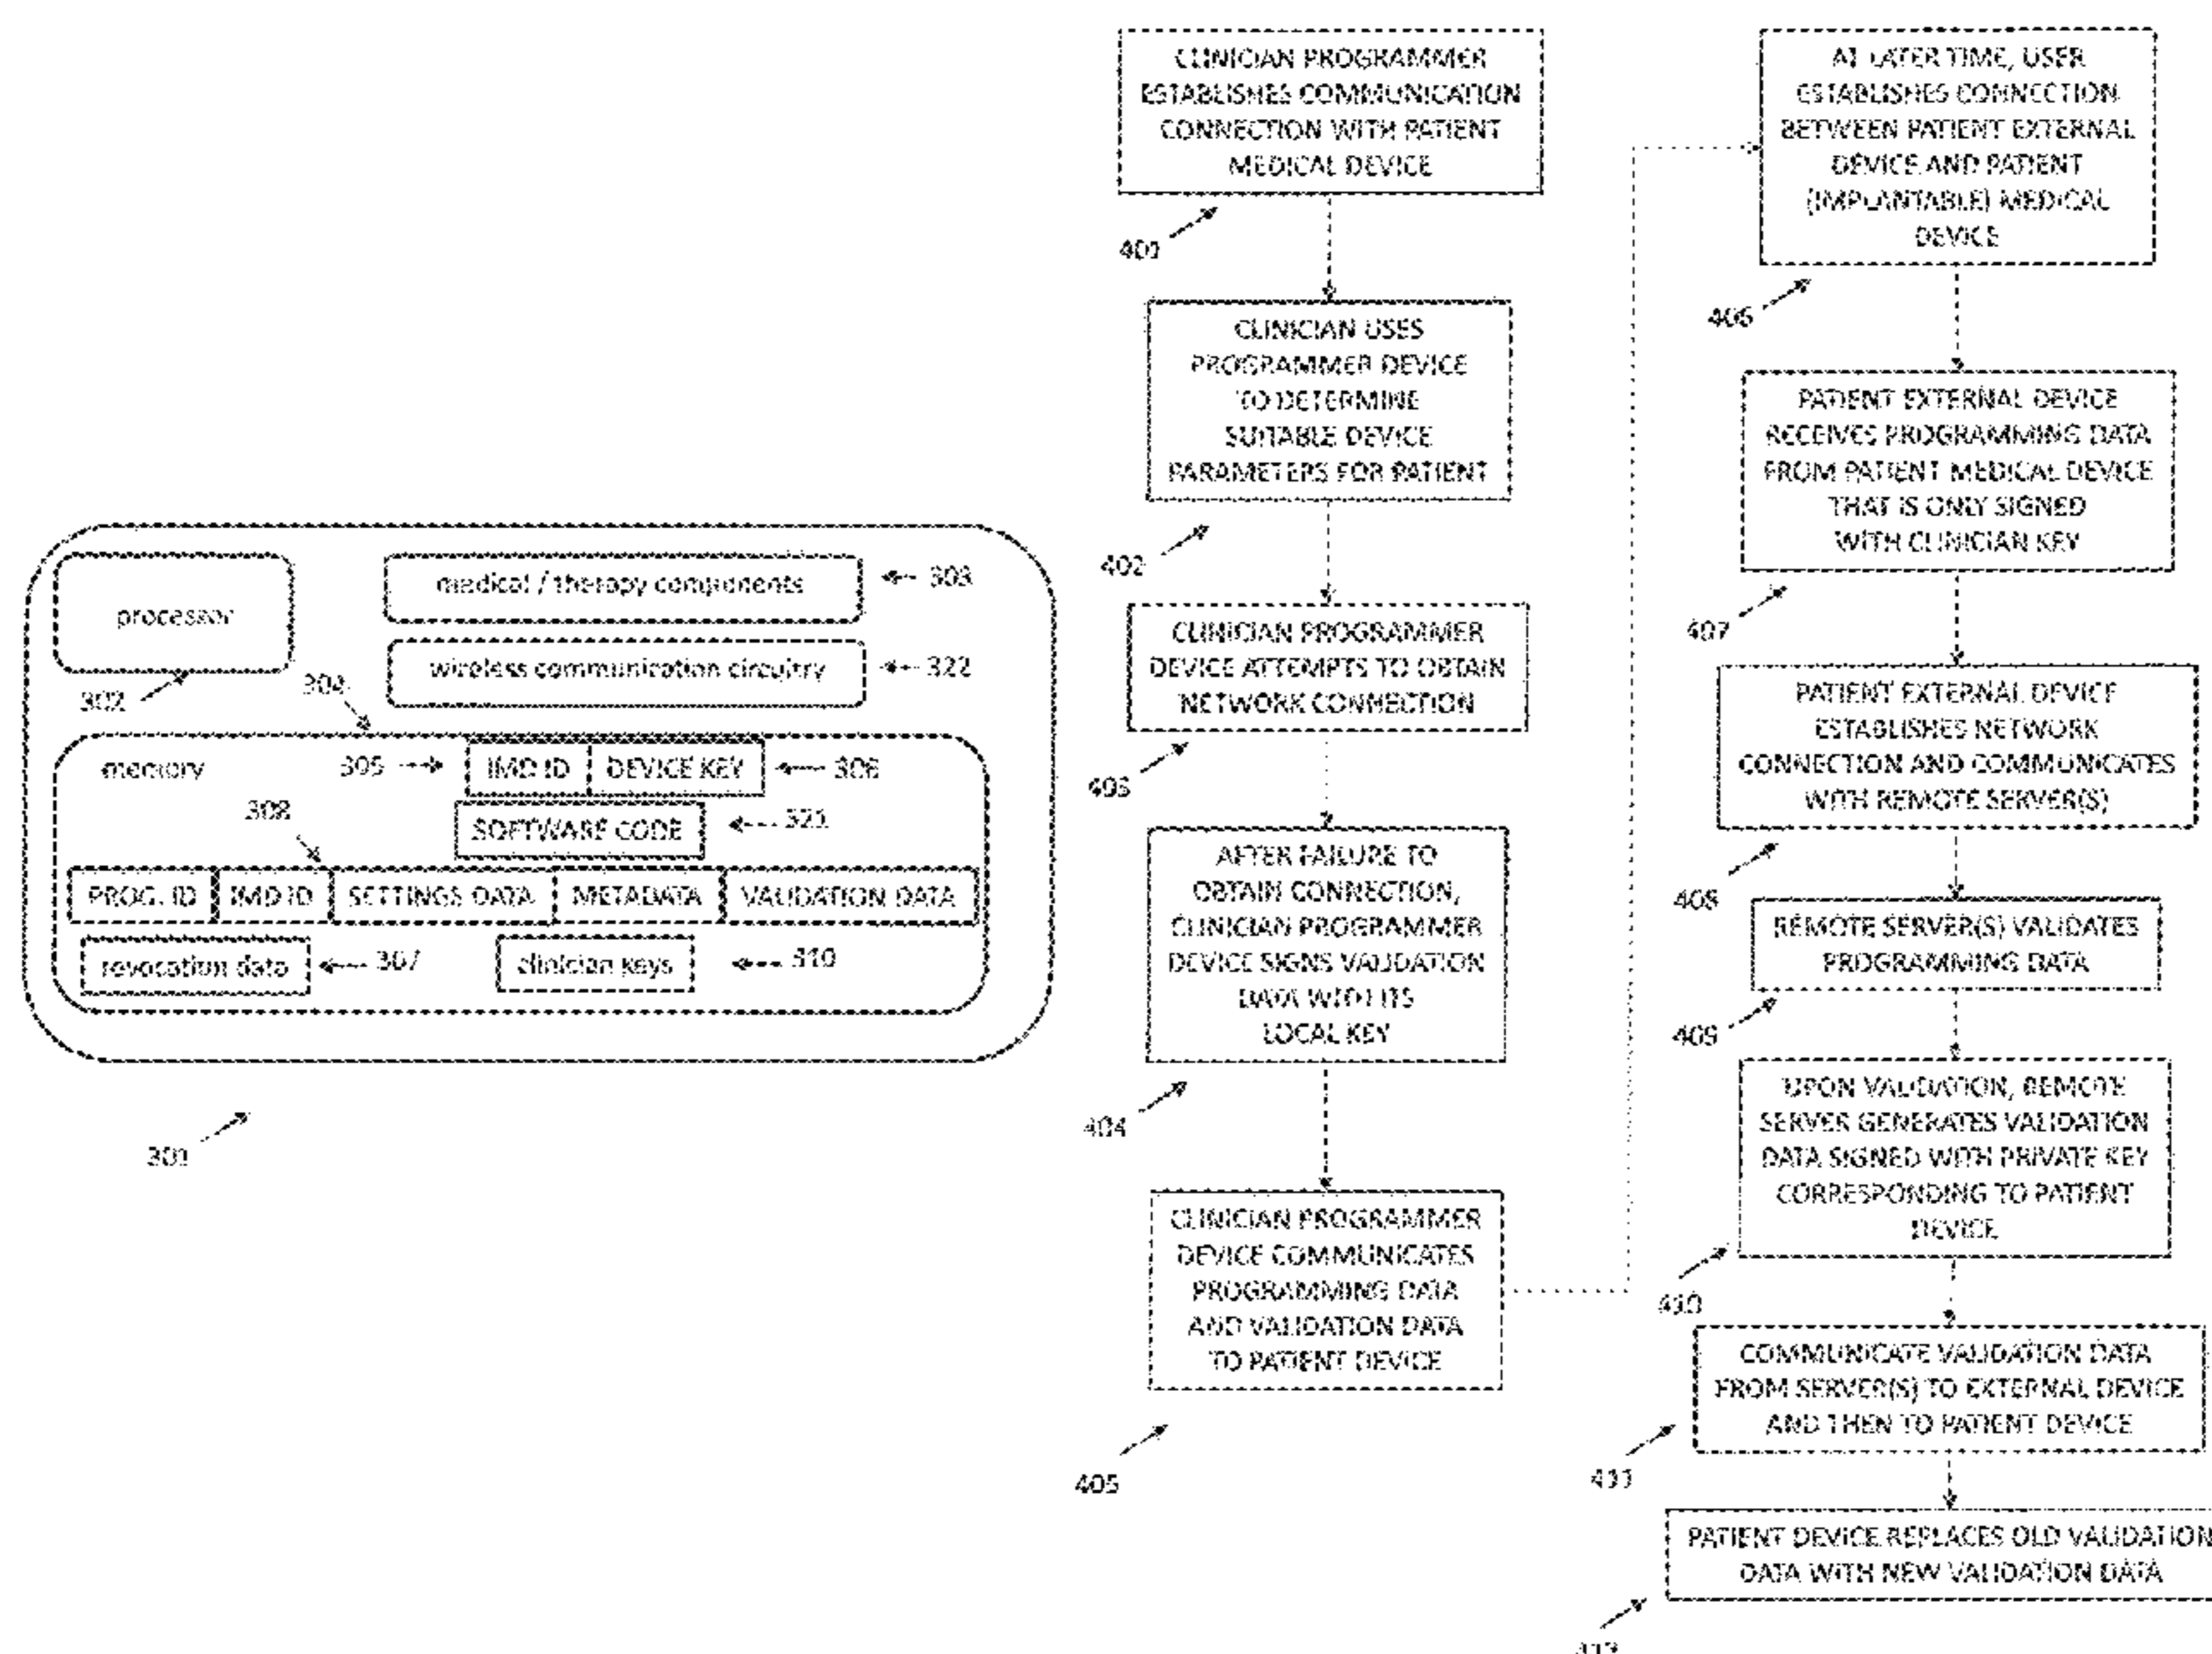 processor
302
medical / therapy components
303
wireless communication circuitry
322
304
memory
305
IMD ID
DEVICE KEY
306
308
SOFTWARE CODE
321
PROG. ID
IMD ID
SETTINGS DATA
METADATA
VALIDATION DATA
revocation data
307
clinician keys
310
301
CLINICIAN PROGRAMMER
ESTABLISHES COMMUNICATION
CONNECTION WITH PATIENT
MEDICAL DEVICE
401
CLINICIAN USES
PROGRAMMER DEVICE
TO DETERMINE
SUITABLE DEVICE
PARAMETERS FOR PATIENT
402
CLINICIAN PROGRAMMER
DEVICE ATTEMPTS TO OBTAIN
NETWORK CONNECTION
403
AFTER FAILURE TO
OBTAIN CONNECTION,
CLINICIAN PROGRAMMER
DEVICE SIGNS VALIDATION
DATA WITH ITS
LOCAL KEY
404
CLINICIAN PROGRAMMER
DEVICE COMMUNICATES
PROGRAMMING DATA
AND VALIDATION DATA
TO PATIENT DEVICE
405
AT LATER TIME, USER
ESTABLISHES CONNECTION
BETWEEN PATIENT EXTERNAL
DEVICE AND PATIENT
(IMPLANTABLE) MEDICAL
DEVICE
406
PATIENT EXTERNAL DEVICE
RECEIVES PROGRAMMING DATA
FROM PATIENT MEDICAL DEVICE
THAT IS ONLY SIGNED
WITH CLINICIAN KEY
407
PATIENT EXTERNAL DEVICE
ESTABLISHES NETWORK
CONNECTION AND COMMUNICATES
WITH REMOTE SERVER(S)
408
REMOTE SERVER(S) VALIDATES
PROGRAMMING DATA
409
UPON VALIDATION, REMOTE
SERVER GENERATES VALIDATION
DATA SIGNED WITH PRIVATE KEY
CORRESPONDING TO PATIENT
DEVICE
410
COMMUNICATE VALIDATION DATA
FROM SERVER(S) TO EXTERNAL DEVICE
AND THEN TO PATIENT DEVICE
411
PATIENT DEVICE REPLACES OLD VALIDATION
DATA WITH NEW VALIDATION DATA